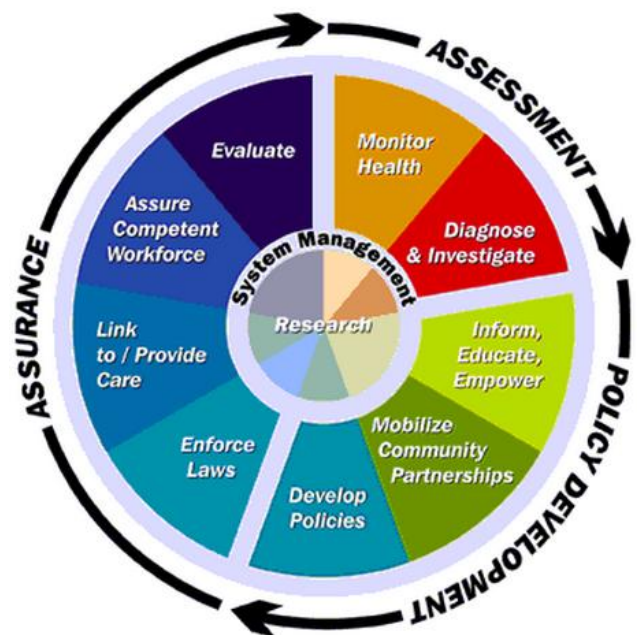 ASSESSMENT
Monitor
Health
Diagnose
& Investigate
POLICY DEVELOPMENT
Inform,
Educate,
Empower
Mobilize
Community
Partnerships
Develop
Policies
ASSURANCE
Enforce
Laws
Link
to / Provide
Care
Assure
Competent
Workforce
Evaluate
System Management
Research